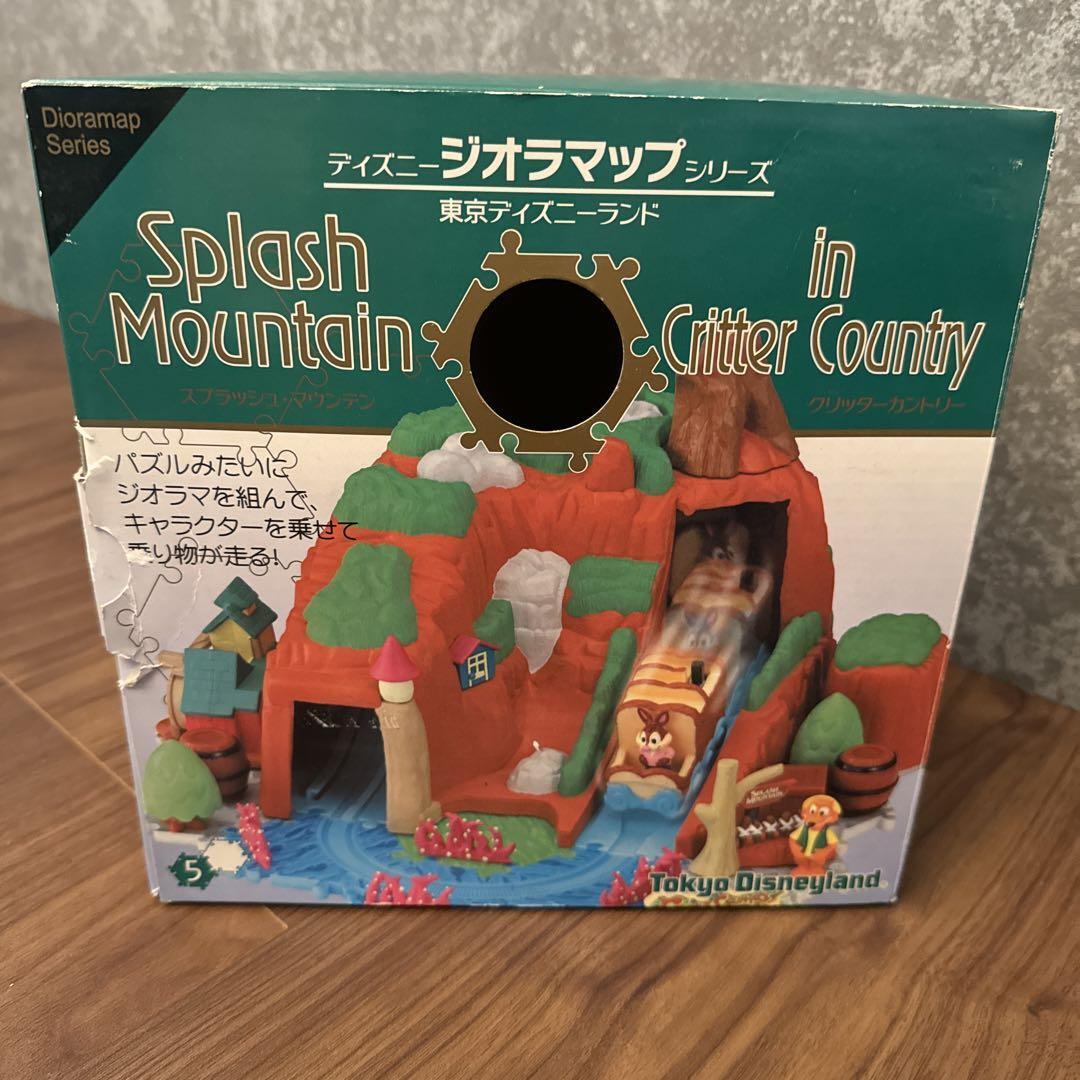 Dioramap
Series
ディズニージオラマップシリーズ
東京ディズニーランド
Splash
Mountain
スプラッシュ・マウンテン
in
Critter Country
クリッターカントリー
パズルみたいに
ジオラマを組んで、
キャラクターを乗せて
乗り物が走る!
SPLASH
MOUNTAIN
5
Tokyo Disneyland